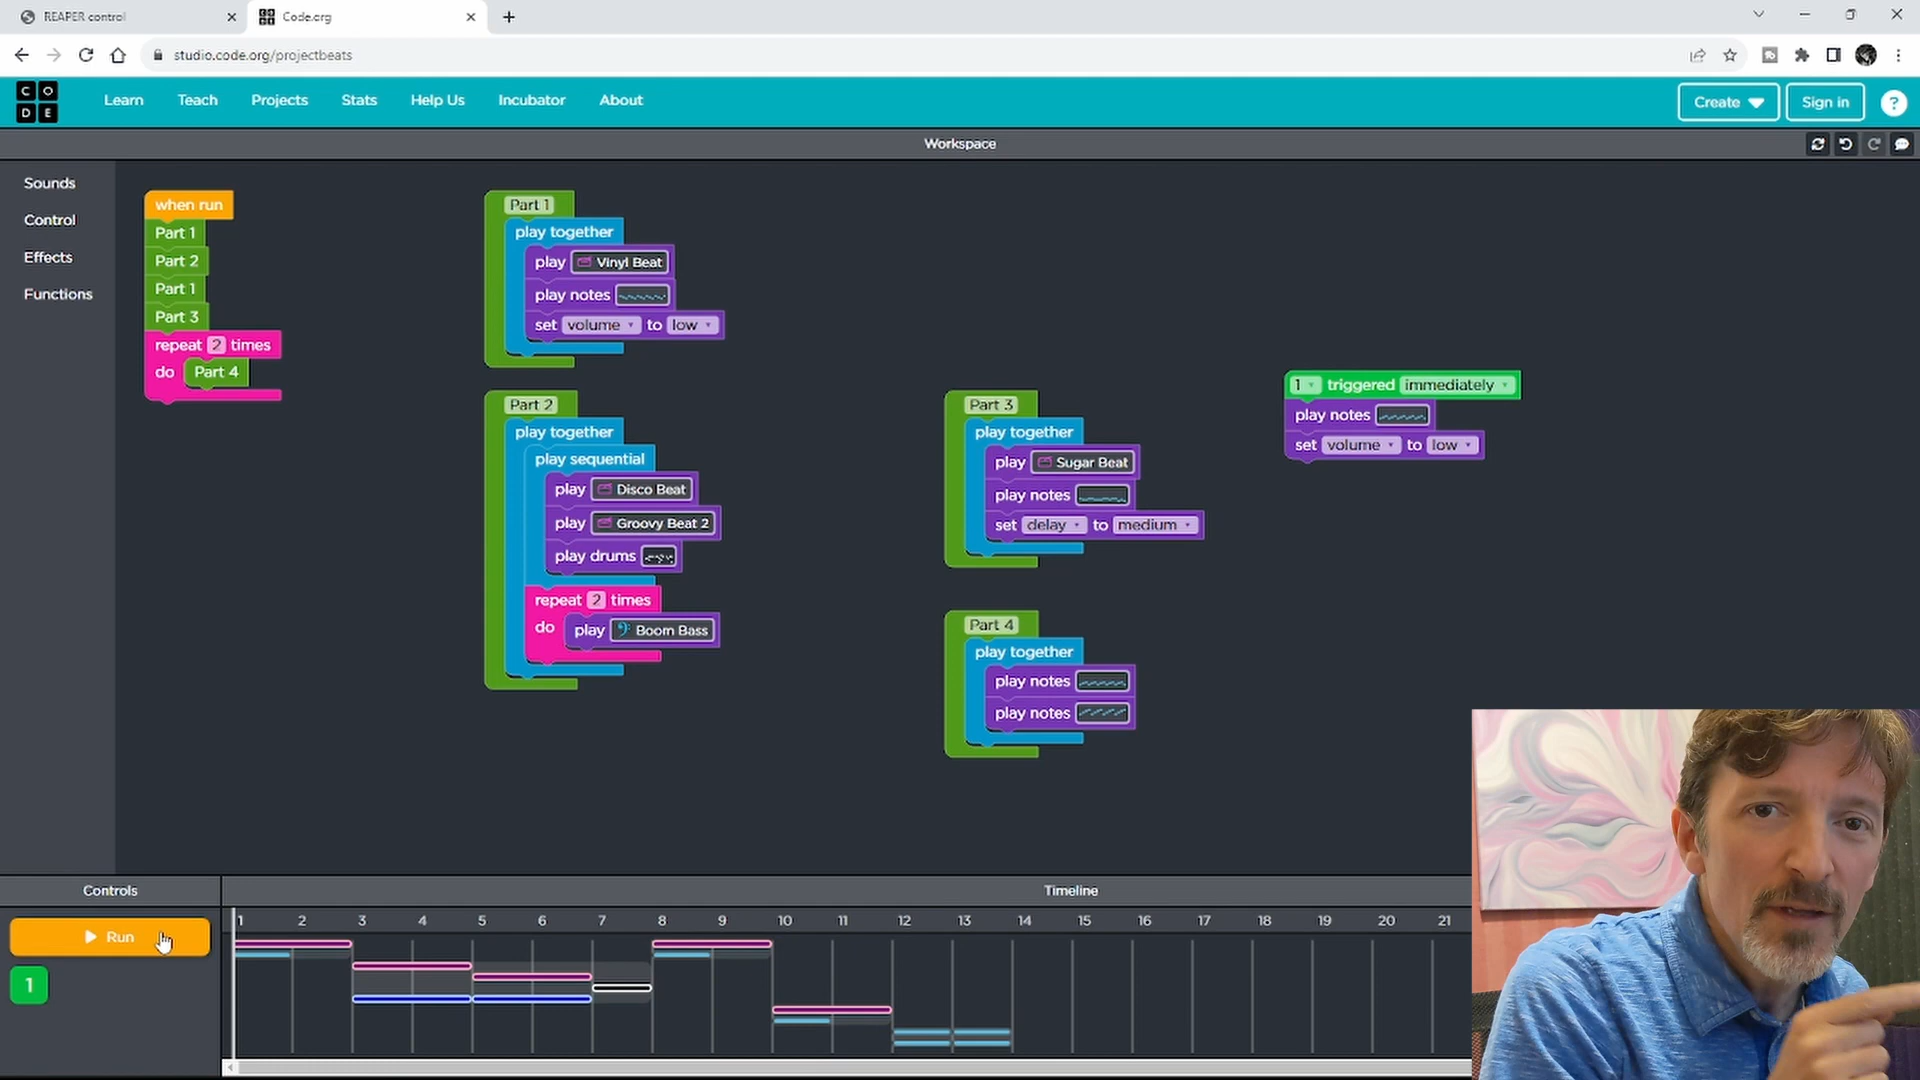 REAPER control
Code.org
studio.code.org/projectbeats
CODE
Learn
Teach
Projects
Stats
Help Us
Incubator
About
Create
Sign in
?
Workspace
Sounds
Control
Effects
Functions
when run
Part 1
Part 2
Part 1
Part 3
repeat 2 times
do Part 4
Part 1
play together
play Vinyl Beat
play notes
set volume to low
Part 2
play together
play sequential
play Disco Beat
play Groovy Beat 2
play drums
repeat 2 times
do play Boom Bass
Part 3
play together
play Sugar Beat
play notes
set delay to medium
Part 4
play together
play notes
play notes
1 triggered immediately
play notes
set volume to low
Controls
Timeline
Run
1
1 2 3 4 5 6 7 8 9 10 11 12 13 14 15 16 17 18 19 20 21